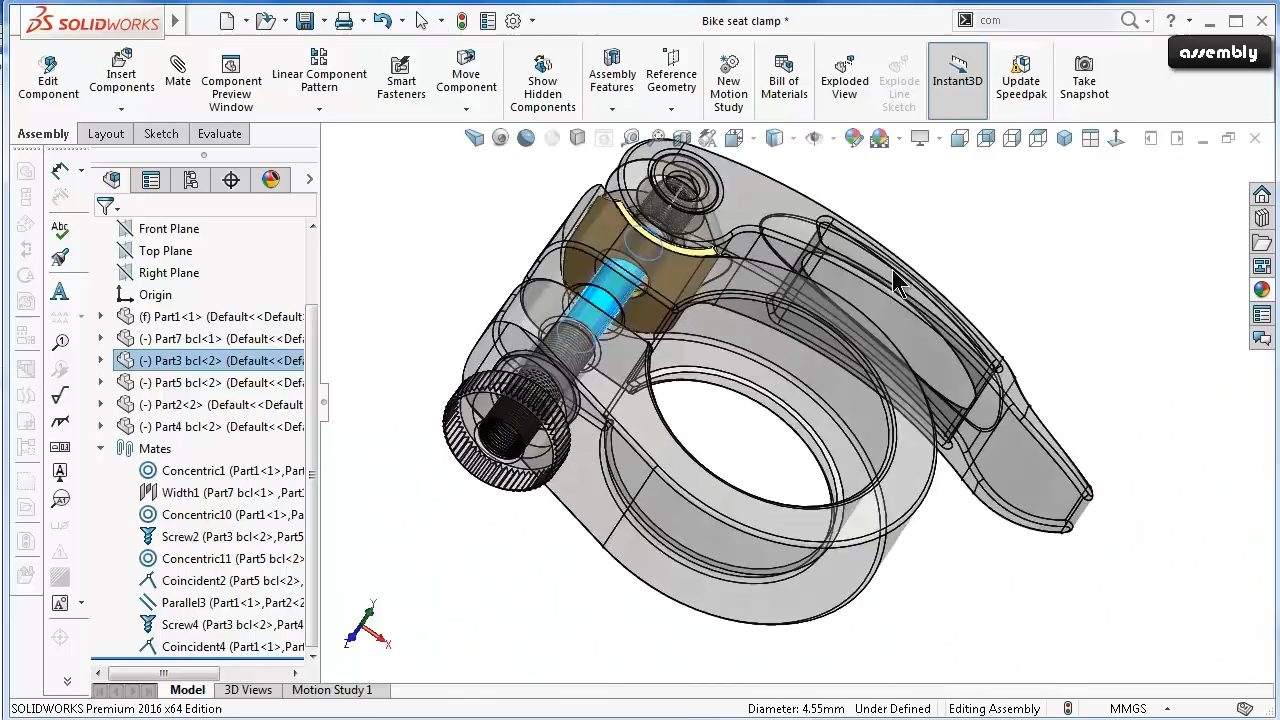 SOLIDWORKS
Bike seat clamp *
com
assembly
Edit Component
Insert Components
Mate
Component Preview Window
Linear Component Pattern
Smart Fasteners
Move Component
Show Hidden Components
Assembly Features
Reference Geometry
New Motion Study
Bill of Materials
Exploded View
Explode Line Sketch
Instant3D
Update Speedpak
Take Snapshot
Assembly
Layout
Sketch
Evaluate
Front Plane
Top Plane
Right Plane
Origin
(f) Part1<1> (Default<<Default
(-) Part7 bcl<1> (Default<<Defa
(-) Part3 bcl<2> (Default<<Defa
(-) Part5 bcl<2> (Default<<Defa
(-) Part2<2> (Default<<Default
(-) Part4 bcl<2> (Default<<Defa
Mates
Concentric1 (Part1<1>,Part
Width1 (Part7 bcl<1> ,Part
Concentric10 (Part1<1>,Par
Screw2 (Part3 bcl<2>,Part5
Concentric11 (Part5 bcl<2>
Coincident2 (Part5 bcl<2>,
Parallel3 (Part1<1>,Part2<2
Screw4 (Part3 bcl<2>,Part4
Coincident4 (Part1<1>,Part
Y
X
Z
Model
3D Views
Motion Study 1
SOLIDWORKS Premium 2016 x64 Edition
Diameter: 4.55mm
Under Defined
Editing Assembly
MMGS